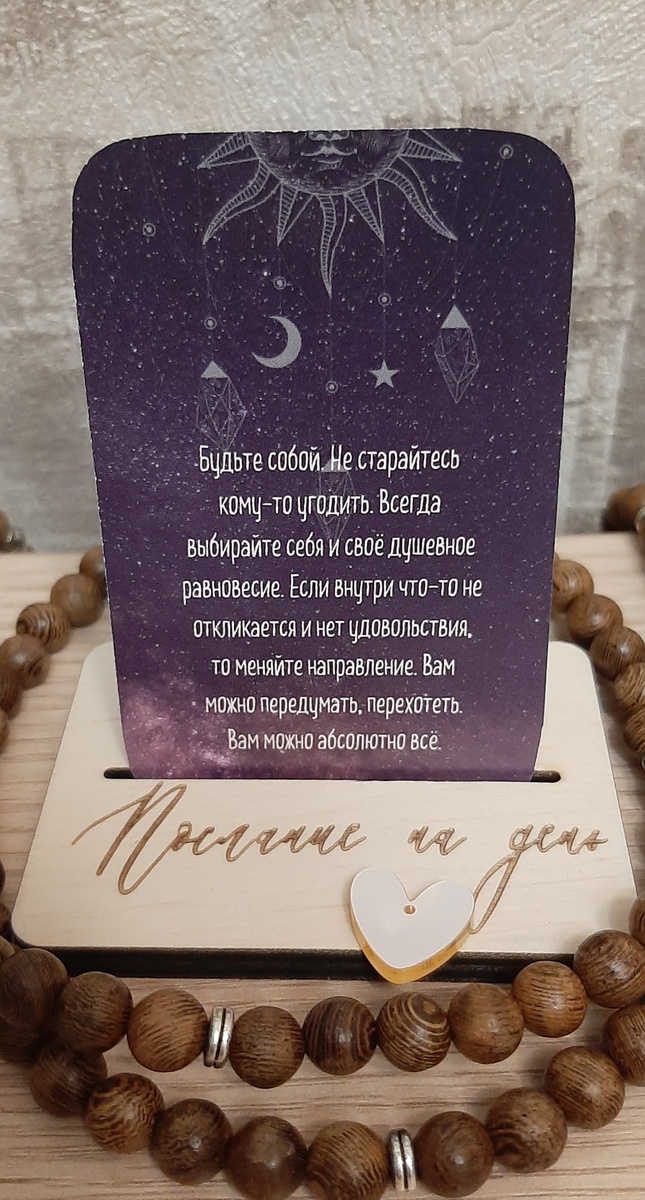 Будьте собой. Не старайтесь
кому-то угодить. Всегда
выбирайте себя и своё душевное
равновесие. Если внутри что-то не
откликается и нет удовольствия,
то меняйте направление. Вам
можно передумать, перехотеть.
Вам можно абсолютно всё.
Послание на день